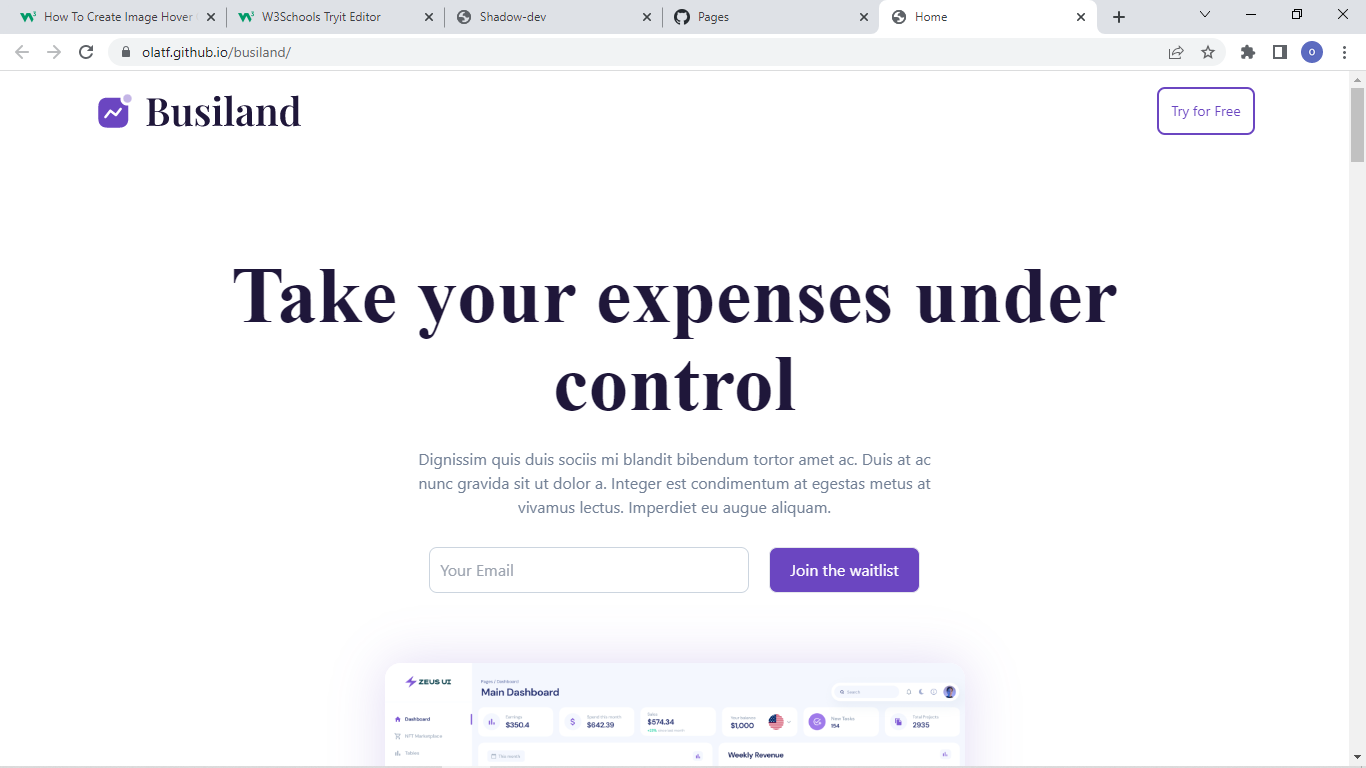 How To Create Image Hover
W3Schools Tryit Editor
Shadow-dev
Pages
Home
olatf.github.io/busiland/
O
Busiland
Try for Free
Take your expenses under
control
Dignissim quis duis sociis mi blandit bibendum tortor amet ac. Duis at ac
nunc gravida sit ut dolor a. Integer est condimentum at egestas metus at
vivamus lectus. Imperdiet eu augue aliquam.
Your Email
Join the waitlist
ZEUS UI
Pages / Dashboard
Main Dashboard
Search
Dashboard
NFT Marketplace
Tables
Earnings
$350.4
Spend this month
$642.39
Sales
$574.34
Your balance
$1,000
New Tasks
154
Total Projects
2935
This month
Weekly Revenue